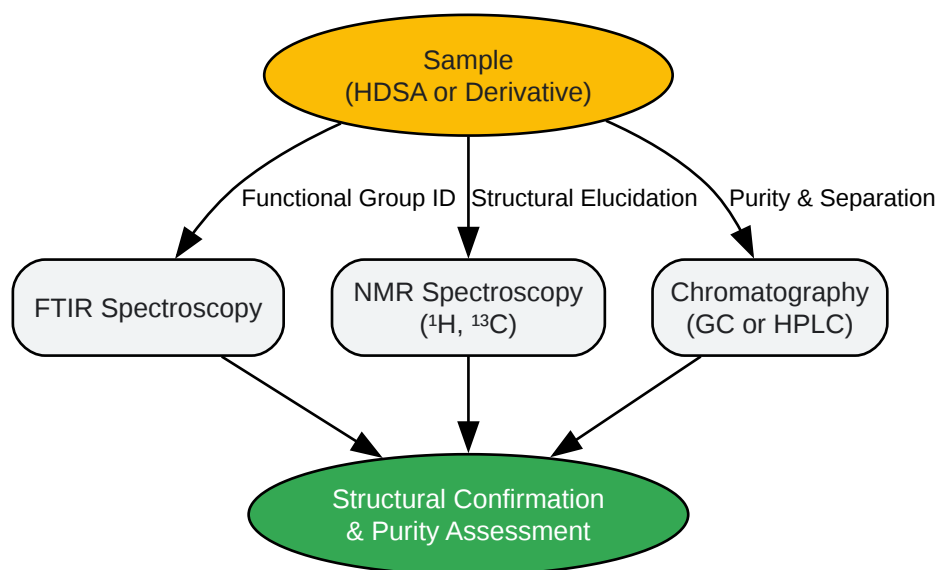 Sample
(HDSA or Derivative)
Functional Group ID
Structural Elucidation
Purity & Separation
FTIR Spectroscopy
NMR Spectroscopy
(¹H, ¹³C)
Chromatography
(GC or HPLC)
Structural Confirmation
& Purity Assessment